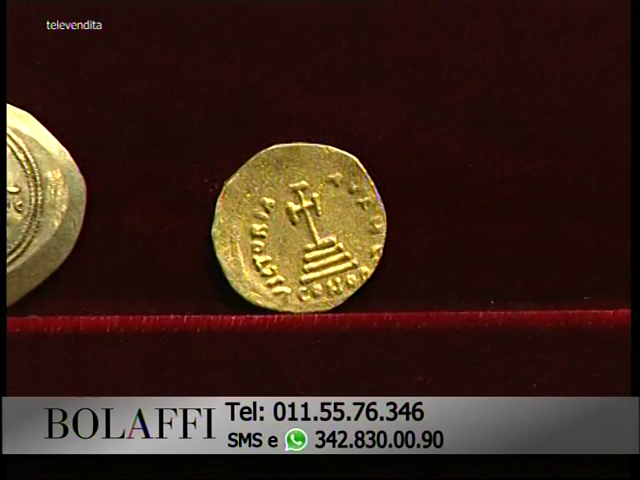 televendita
VICTORIA
CONOB
BOLAFFI
Tel: 011.55.76.346
SMS e 342.830.00.90